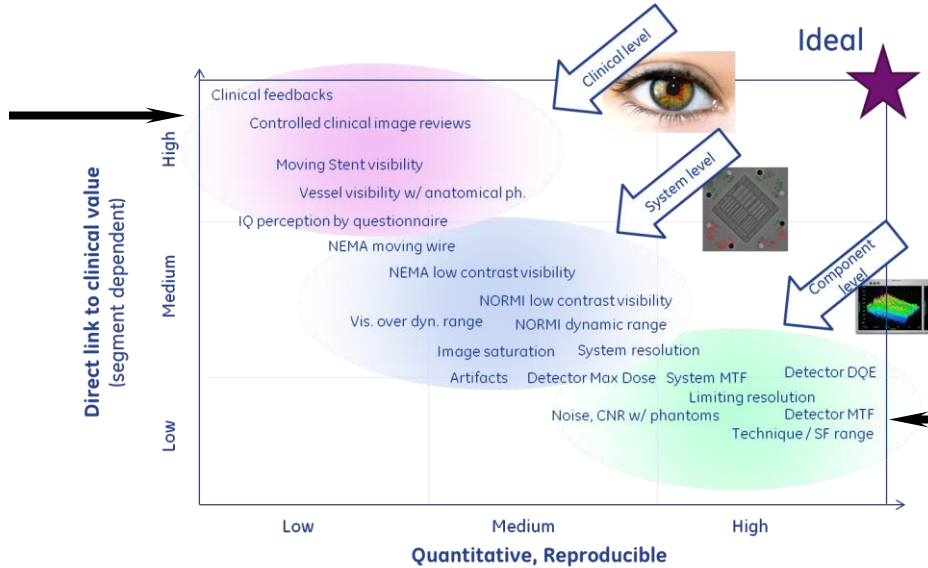 Ideal
Clinical level
Clinical feedbacks
Controlled clinical image reviews
High
Moving Stent visibility
System level
Vessel visibility w/ anatomical ph.
IQ perception by questionnaire
NEMA moving wire
Component
level
NEMA low contrast visibility
Direct link to clinical value
(segment dependent)
Medium
NORMI low contrast visibility
Vis. over dyn. range
NORMI dynamic range
Image saturation
System resolution
Artifacts
Detector Max Dose
System MTF
Detector DQE
Limiting resolution
Low
Noise, CNR w/ phantoms
Detector MTF
Technique / SF range
Low
Medium
High
Quantitative, Reproducible